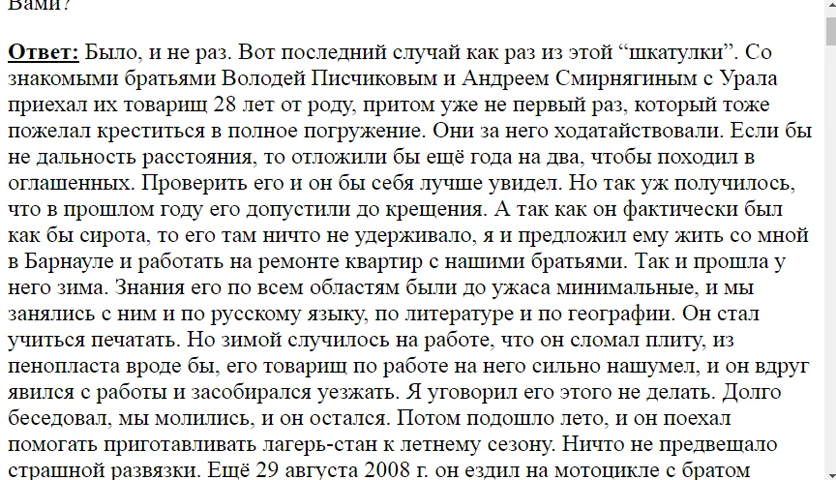 Вами?
Ответ: Было, и не раз. Вот последний случай как раз из этой “шкатулки”. Со
знакомыми братьями Володей Писчиковым и Андреем Смирнягиным с Урала
приехал их товарищ 28 лет от роду, притом уже не первый раз, который тоже
пожелал креститься в полное погружение. Они за него ходатайствовали. Если бы
не дальность расстояния, то отложили бы ещё года на два, чтобы походил в
оглашенных. Проверить его и он бы себя лучше увидел. Но так уж получилось,
что в прошлом году его допустили до крещения. А так как он фактически был
как бы сирота, то его там ничто не удерживало, я и предложил ему жить со мной
в Барнауле и работать на ремонте квартир с нашими братьями. Так и прошла у
него зима. Знания его по всем областям были до ужаса минимальные, и мы
занялись с ним и по русскому языку, по литературе и по географии. Он стал
учиться печатать. Но зимой случилось на работе, что он сломал плиту, из
пенопласта вроде бы, его товарищ по работе на него сильно нашумел, и он вдруг
явился с работы и засобирался уезжать. Я уговорил его этого не делать. Долго
беседовал, мы молились, и он остался. Потом подошло лето, и он поехал
помогать приготавливать лагерь-стан к летнему сезону. Ничто не предвещало
страшной развязки. Ещё 29 августа 2008 г. он ездил на мотоцикле с братом